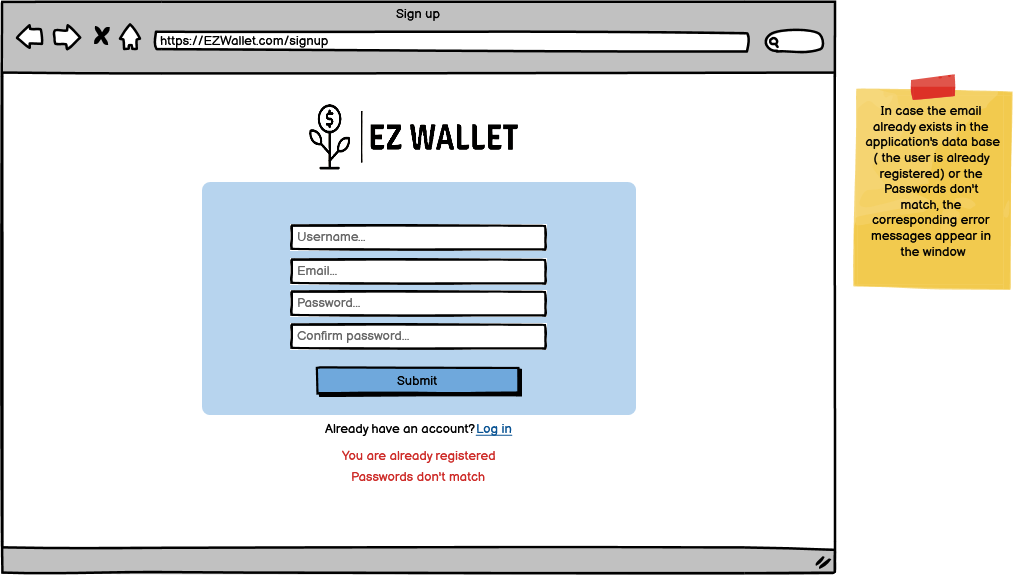 Sign up
https://EZWallet.com/signup
$
EZ WALLET
Username...
Email...
Password...
Confirm password...
Submit
Already have an account? Log in
You are already registered
Passwords don't match
In case the email
already exists in the
application's data base
( the user is already
registered) or the
Passwords don't
match, the
corresponding error
messages appear in
the window